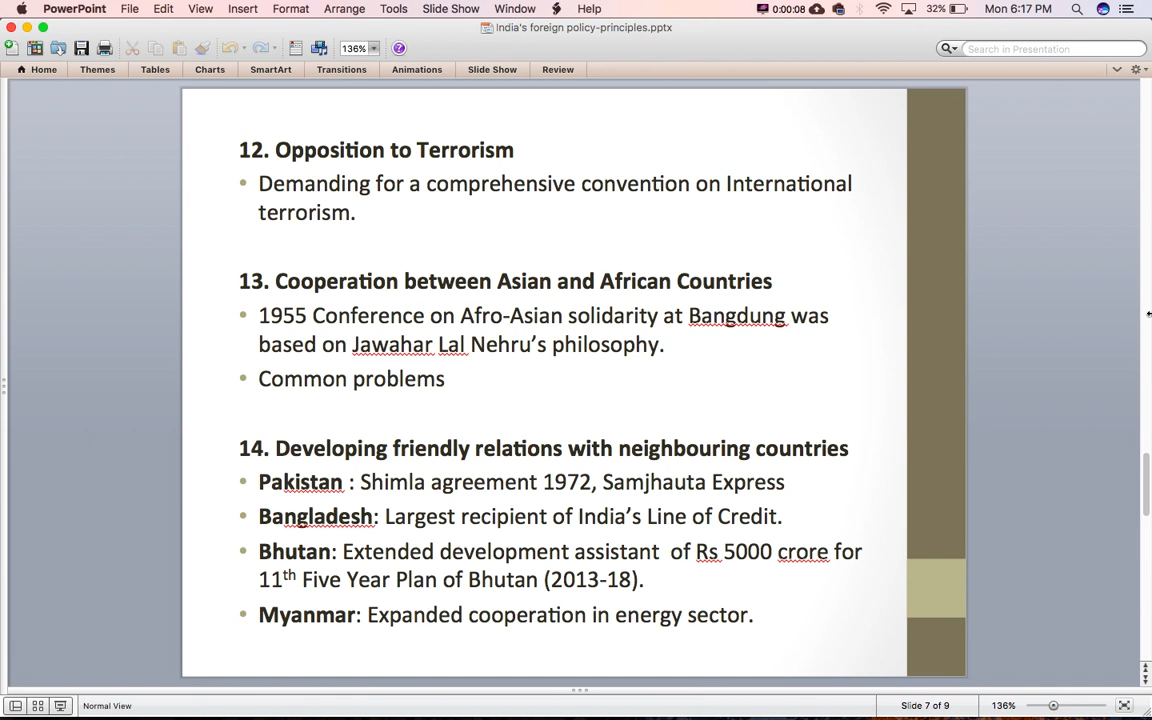 PowerPoint File Edit View Insert Format Arrange Tools Slide Show Window Help 0:00:08 32% Mon 6:17 PM
India's foreign policy-principles.pptx
136% Search in Presentation
Home Themes Tables Charts SmartArt Transitions Animations Slide Show Review
12. Opposition to Terrorism
• Demanding for a comprehensive convention on International
terrorism.
13. Cooperation between Asian and African Countries
• 1955 Conference on Afro-Asian solidarity at Bangdung was
based on Jawahar Lal Nehru's philosophy.
• Common problems
14. Developing friendly relations with neighbouring countries
• Pakistan : Shimla agreement 1972, Samjhauta Express
• Bangladesh: Largest recipient of India's Line of Credit.
• Bhutan: Extended development assistant of Rs 5000 crore for
11th Five Year Plan of Bhutan (2013-18).
• Myanmar: Expanded cooperation in energy sector.
Normal View Slide 7 of 9 136%